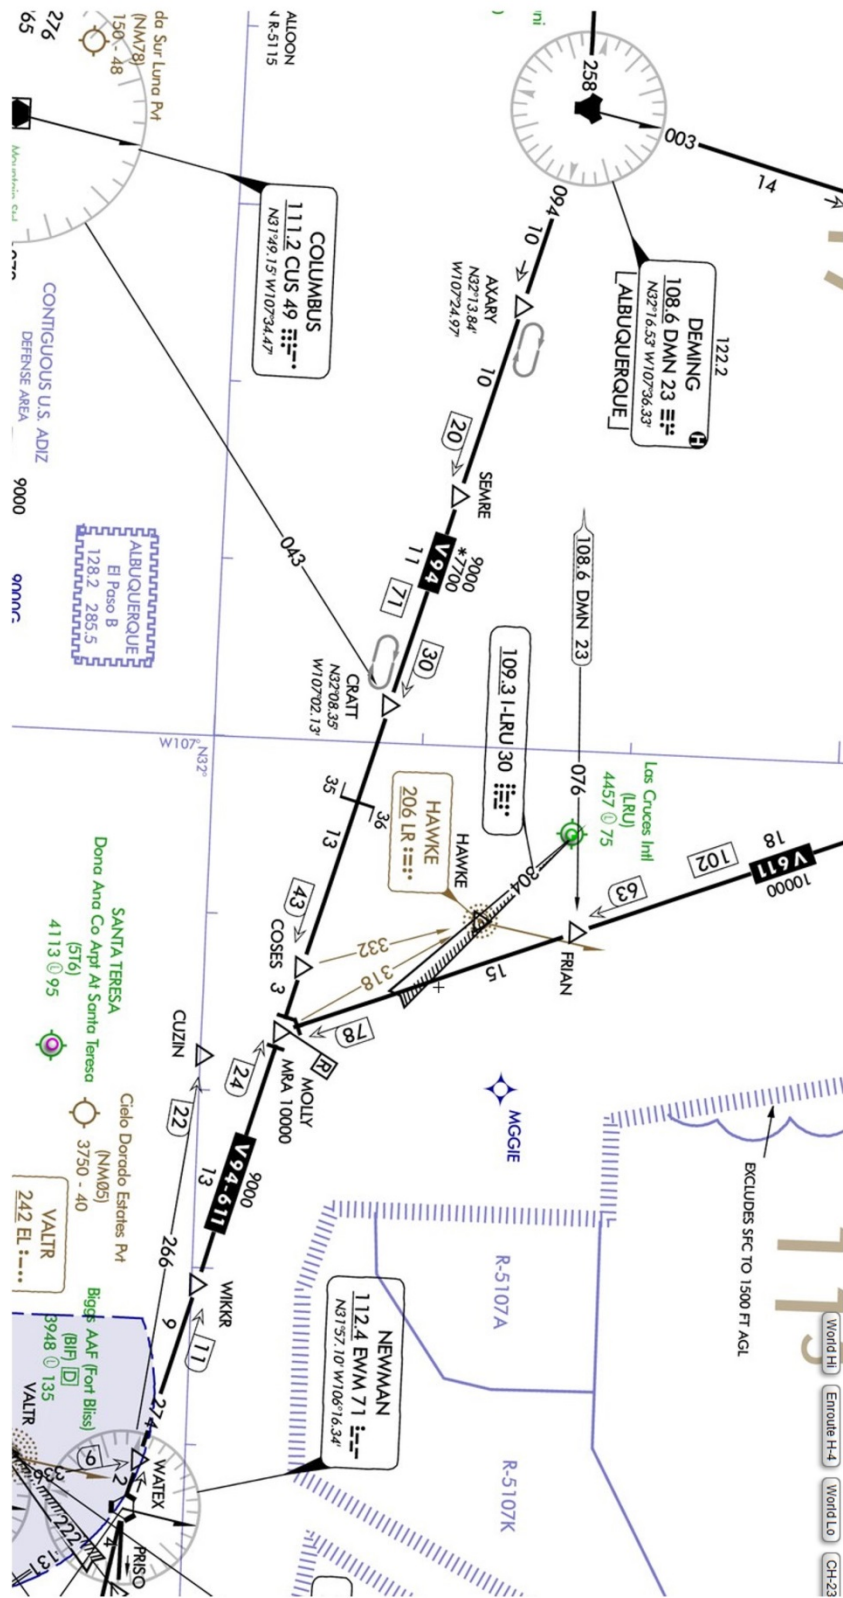 276
65
da Sur Luna Pvt
(NM78)
150 - 48
ALLOON
R-5115
258
003
14
094
10
122.2
DEMING
108.6 DMN 23
N32°16.53' W107°36.33'
ALBUQUERQUE
COLUMBUS
111.2 CUS 49
N31°49.15' W107°34.47'
AXARY
N32°13.84'
W107°24.97'
10
20
SEMRE
CONTIGUOUS U.S. ADIZ
DEFENSE AREA
9000
9000G
ALBUQUERQUE
El Paso B
128.2 285.5
043
9000
*7700
V94
11
71
30
CRATT
N32°08.35'
W107°02.13'
108.6 DMN 23
109.3 I-LRU 30
076
W107°
N32°
Las Cruces Intl
(LRU)
4457 Ⓛ 75
HAWKE
206 LR
HAWKE
304
35
36
13
18
V611
10000
102
63
43
COSES
3
332
318
15
FRIAN
78
SANTA TERESA
Dona Ana Co Arpt At Santa Teresa
(5T6)
4113 Ⓛ 95
CUZIN
22
24
R
MOLLY
MRA 10000
MGGIE
EXCLUDES SFC TO 1500 FT AGL
Cielo Dorado Estates Pvt
(NM05)
3750 - 40
9000
V94-611
13
VALTR
242 EL
266
9
WIKKR
11
R-5107A
NEWMAN
112.4 EWM 71
N31°57.10' W106°16.34'
Biggs AAF (Fort Bliss)
(BIF) D
3948 Ⓛ 135
VALTR
274
9
2
WATEX
222
131
4
PRISO
R-5107K
World Hi
Enroute H-4
World Lo
CH-23